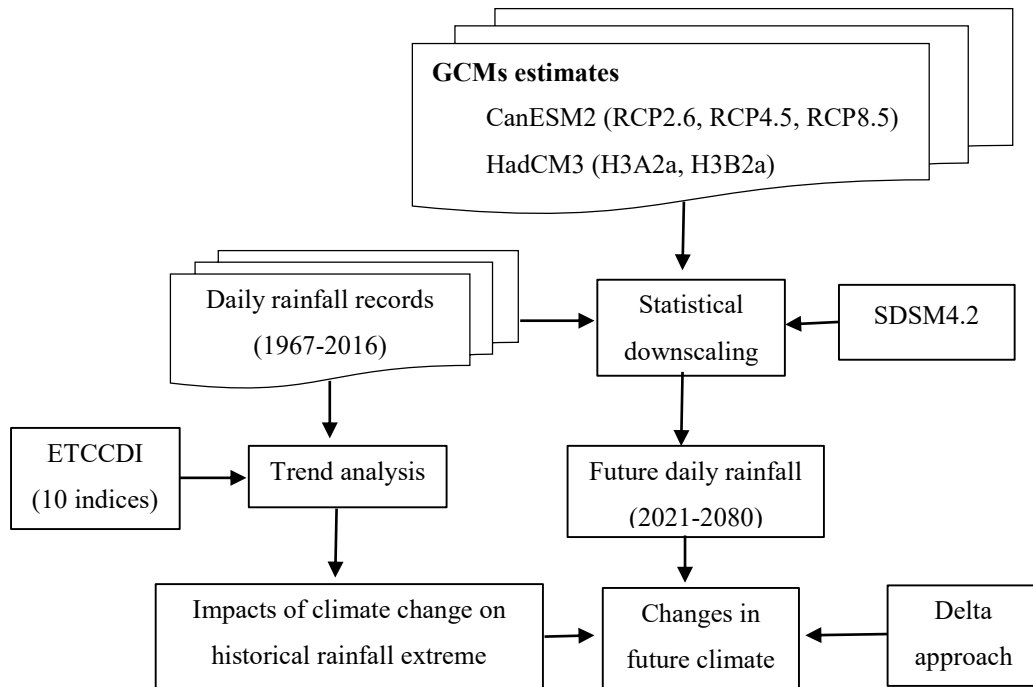 GCMs estimates
CanESM2 (RCP2.6, RCP4.5, RCP8.5)
HadCM3 (H3A2a, H3B2a)
Daily rainfall records
(1967-2016)
Statistical
downscaling
SDSM4.2
ETCCDI
(10 indices)
Trend analysis
Future daily rainfall
(2021-2080)
Impacts of climate change on
historical rainfall extreme
Changes in
future climate
Delta
approach